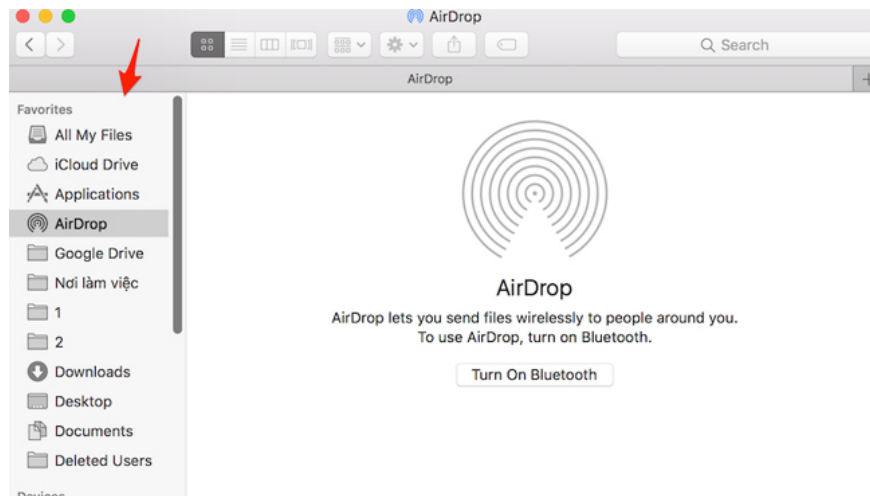 AirDrop
Search
AirDrop
Favorites
All My Files
iCloud Drive
Applications
AirDrop
Google Drive
Nơi làm việc
1
2
Downloads
Desktop
Documents
Deleted Users
Devices
AirDrop
AirDrop lets you send files wirelessly to people around you.
To use AirDrop, turn on Bluetooth.
Turn On Bluetooth